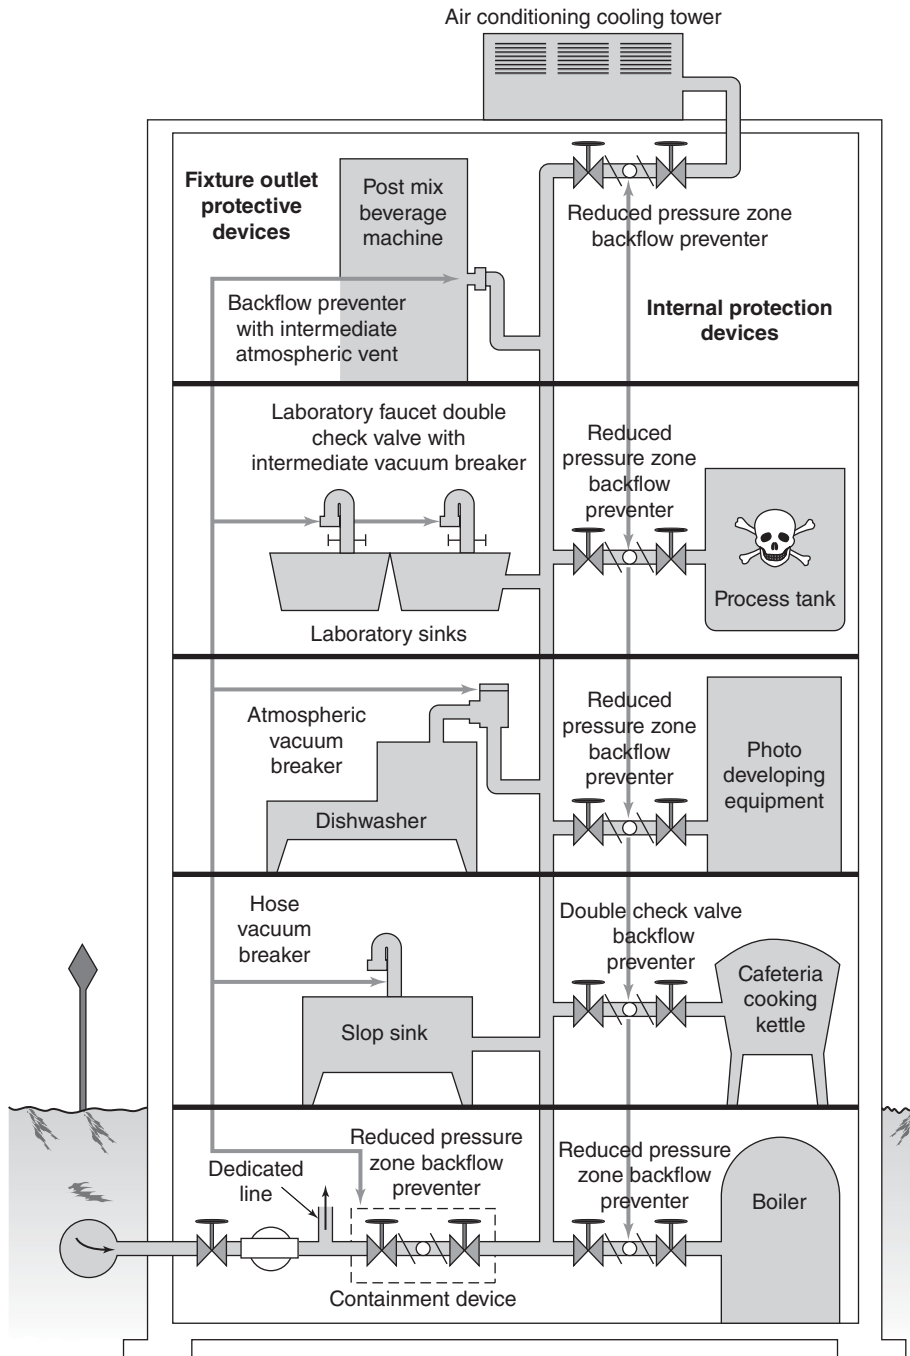 Air conditioning cooling tower
Fixture outlet
protective
devices
Post mix
beverage
machine
Reduced pressure zone
backflow preventer
Backflow preventer
with intermediate
atmospheric vent
Internal protection
devices
Laboratory faucet double
check valve with
intermediate vacuum breaker
Reduced
pressure zone
backflow
preventer
Process tank
Laboratory sinks
Atmospheric
vacuum
breaker
Dishwasher
Reduced
pressure zone
backflow
preventer
Photo
developing
equipment
Hose
vacuum
breaker
Slop sink
Double check valve
backflow
preventer
Cafeteria
cooking
kettle
Dedicated
line
Reduced pressure
zone backflow
preventer
Containment device
Reduced pressure
zone backflow
preventer
Boiler